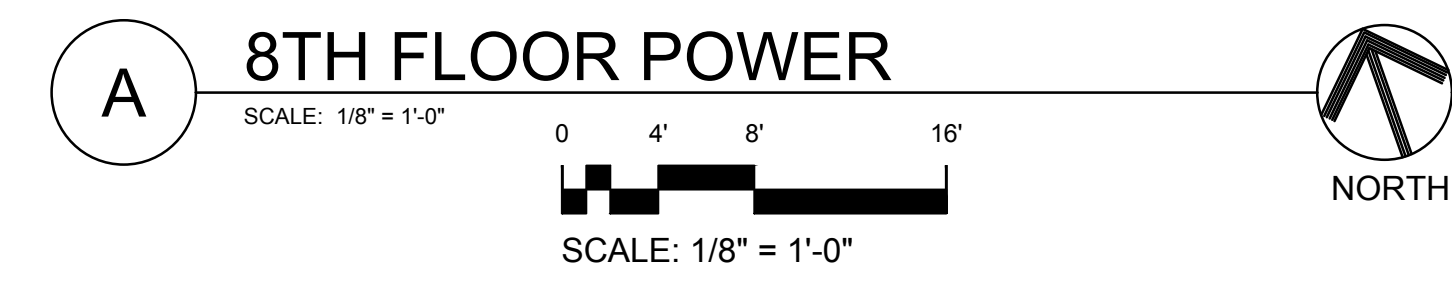 A
8TH FLOOR POWER
SCALE: 1/8" = 1'-0"
0 4' 8' 16'
SCALE: 1/8" = 1'-0"
NORTH